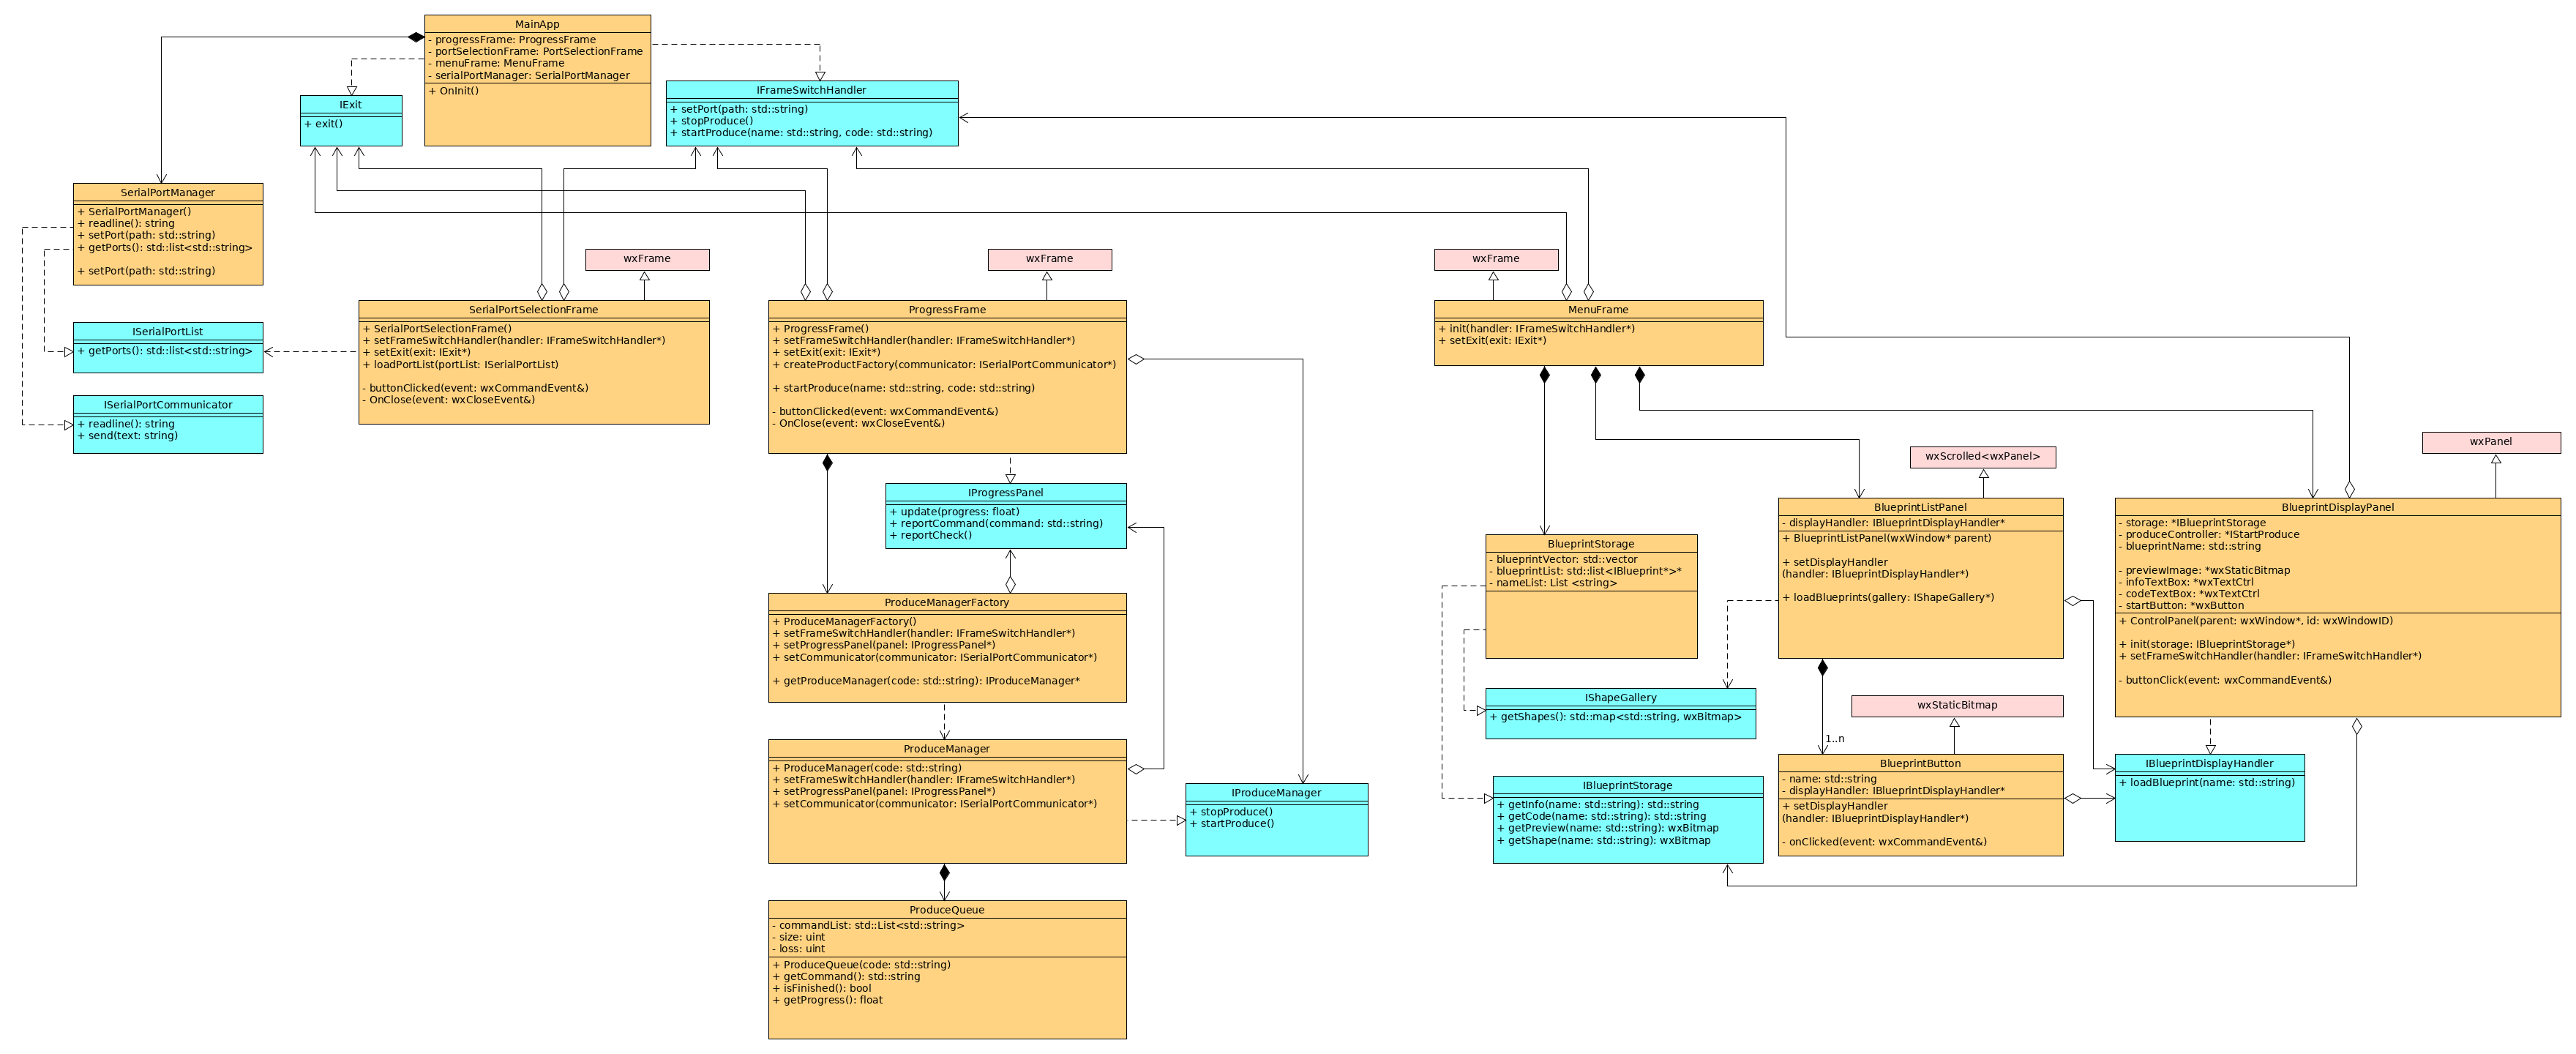 MainApp
- progressFrame: ProgressFrame
- portSelectionFrame: PortSelectionFrame
- menuFrame: MenuFrame
- serialPortManager: SerialPortManager
+ OnInit()
IExit
+ exit()
IFrameSwitchHandler
+ setPort(path: std::string)
+ stopProduce()
+ startProduce(name: std::string, code: std::string)
SerialPortManager
+ SerialPortManager()
+ readline(): string
+ setPort(path: std::string)
+ getPorts(): std::list<std::string>
+ setPort(path: std::string)
ISerialPortList
+ getPorts(): std::list<std::string>
ISerialPortCommunicator
+ readline(): string
+ send(text: string)
wxFrame
SerialPortSelectionFrame
+ SerialPortSelectionFrame()
+ setFrameSwitchHandler(handler: IFrameSwitchHandler*)
+ setExit(exit: IExit*)
+ loadPortList(portList: ISerialPortList)
- buttonClicked(event: wxCommandEvent&)
- OnClose(event: wxCloseEvent&)
wxFrame
ProgressFrame
+ ProgressFrame()
+ setFrameSwitchHandler(handler: IFrameSwitchHandler*)
+ setExit(exit: IExit*)
+ createProductFactory(communicator: ISerialPortCommunicator*)
+ startProduce(name: std::string, code: std::string)
- buttonClicked(event: wxCommandEvent&)
- OnClose(event: wxCloseEvent&)
IProgressPanel
+ update(progress: float)
+ reportCommand(command: std::string)
+ reportCheck()
ProduceManagerFactory
+ ProduceManagerFactory()
+ setFrameSwitchHandler(handler: IFrameSwitchHandler*)
+ setProgressPanel(panel: IProgressPanel*)
+ setCommunicator(communicator: ISerialPortCommunicator*)
+ getProduceManager(code: std::string): IProduceManager*
ProduceManager
+ ProduceManager(code: std::string)
+ setFrameSwitchHandler(handler: IFrameSwitchHandler*)
+ setProgressPanel(panel: IProgressPanel*)
+ setCommunicator(communicator: ISerialPortCommunicator*)
IProduceManager
+ stopProduce()
+ startProduce()
ProduceQueue
- commandList: std::List<std::string>
- size: uint
- loss: uint
+ ProduceQueue(code: std::string)
+ getCommand(): std::string
+ isFinished(): bool
+ getProgress(): float
wxFrame
MenuFrame
+ init(handler: IFrameSwitchHandler*)
+ setExit(exit: IExit*)
BlueprintStorage
- blueprintVector: std::vector
- blueprintList: std::list<IBlueprint*>*
- nameList: List <string>
IShapeGallery
+ getShapes(): std::map<std::string, wxBitmap>
IBlueprintStorage
+ getInfo(name: std::string): std::string
+ getCode(name: std::string): std::string
+ getPreview(name: std::string): wxBitmap
+ getShape(name: std::string): wxBitmap
wxScrolled<wxPanel>
BlueprintListPanel
- displayHandler: IBlueprintDisplayHandler*
+ BlueprintListPanel(wxWindow* parent)
+ setDisplayHandler
(handler: IBlueprintDisplayHandler*)
+ loadBlueprints(gallery: IShapeGallery*)
wxStaticBitmap
1..n
BlueprintButton
- name: std::string
- displayHandler: IBlueprintDisplayHandler*
+ setDisplayHandler
(handler: IBlueprintDisplayHandler*)
- onClicked(event: wxCommandEvent&)
wxPanel
BlueprintDisplayPanel
- storage: *IBlueprintStorage
- produceController: *IStartProduce
- blueprintName: std::string
- previewImage: *wxStaticBitmap
- infoTextBox: *wxTextCtrl
- codeTextBox: *wxTextCtrl
- startButton: *wxButton
+ ControlPanel(parent: wxWindow*, id: wxWindowID)
+ init(storage: IBlueprintStorage*)
+ setFrameSwitchHandler(handler: IFrameSwitchHandler*)
- buttonClick(event: wxCommandEvent&)
IBlueprintDisplayHandler
+ loadBlueprint(name: std::string)